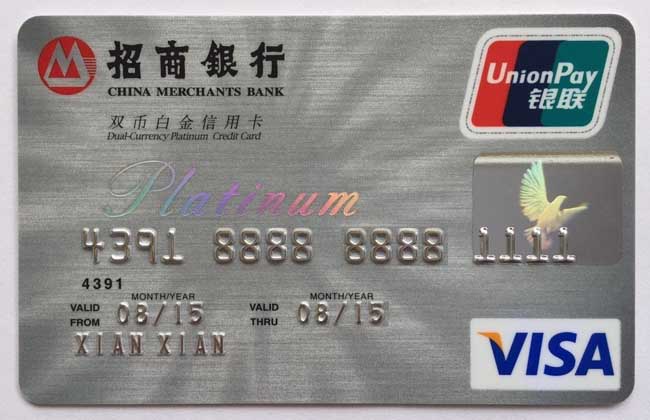 招商銀行
CHINA MERCHANTS BANK
UnionPay
银联
双币白金信用卡
Dual-Currency Platinum Credit Card
Platinum
4391 8888 8888 1111
4391
MONTH/YEAR MONTH/YEAR
VALID FROM 08/15 VALID THRU 08/15
XIAN XIAN
VISA